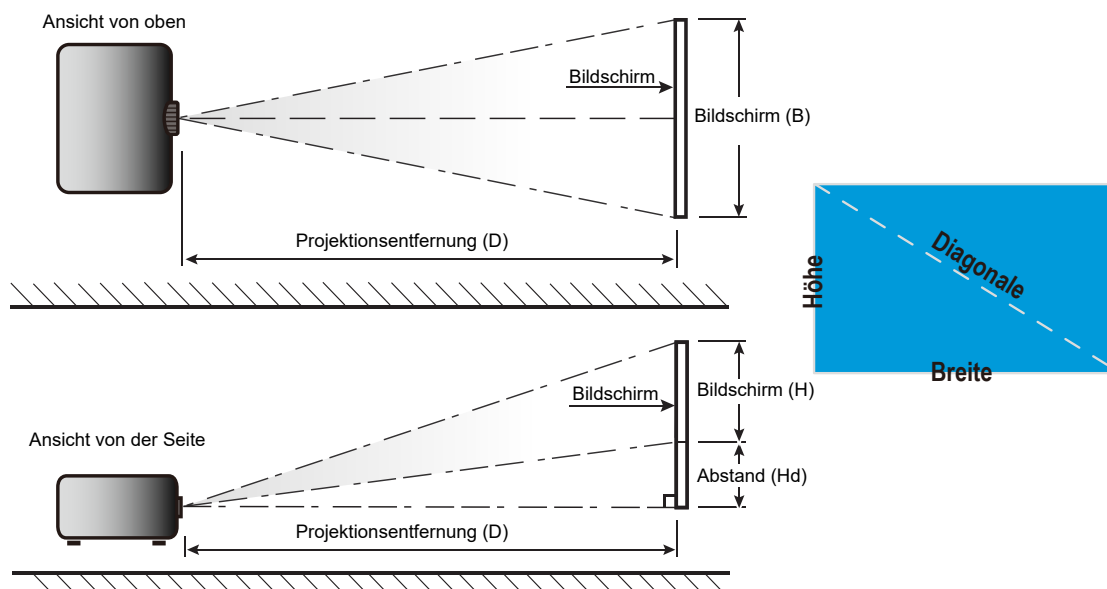 Ansicht von oben
Bildschirm
Bildschirm (B)
Projektionsentfernung (D)
Höhe
Diagonale
Breite
Ansicht von der Seite
Bildschirm
Bildschirm (H)
Abstand (Hd)
Projektionsentfernung (D)